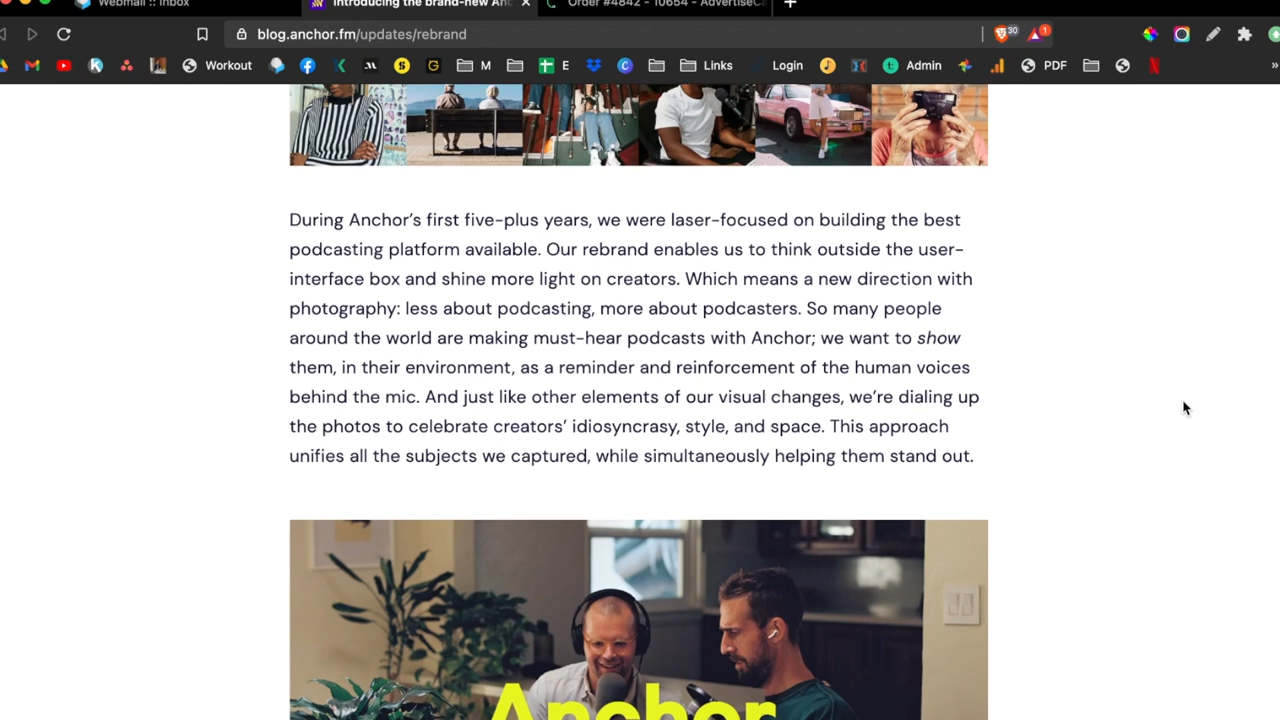 Webmail :: Inbox
Introducing the brand-new Anc
Order #4842 - 10654 - AdvertiseCa
blog.anchor.fm/updates/rebrand
30
1
Workout
M
E
Links
Login
Admin
PDF
»
During Anchor's first five-plus years, we were laser-focused on building the best
podcasting platform available. Our rebrand enables us to think outside the user-
interface box and shine more light on creators. Which means a new direction with
photography: less about podcasting, more about podcasters. So many people
around the world are making must-hear podcasts with Anchor; we want to show
them, in their environment, as a reminder and reinforcement of the human voices
behind the mic. And just like other elements of our visual changes, we're dialing up
the photos to celebrate creators' idiosyncrasy, style, and space. This approach
unifies all the subjects we captured, while simultaneously helping them stand out.
Anchor